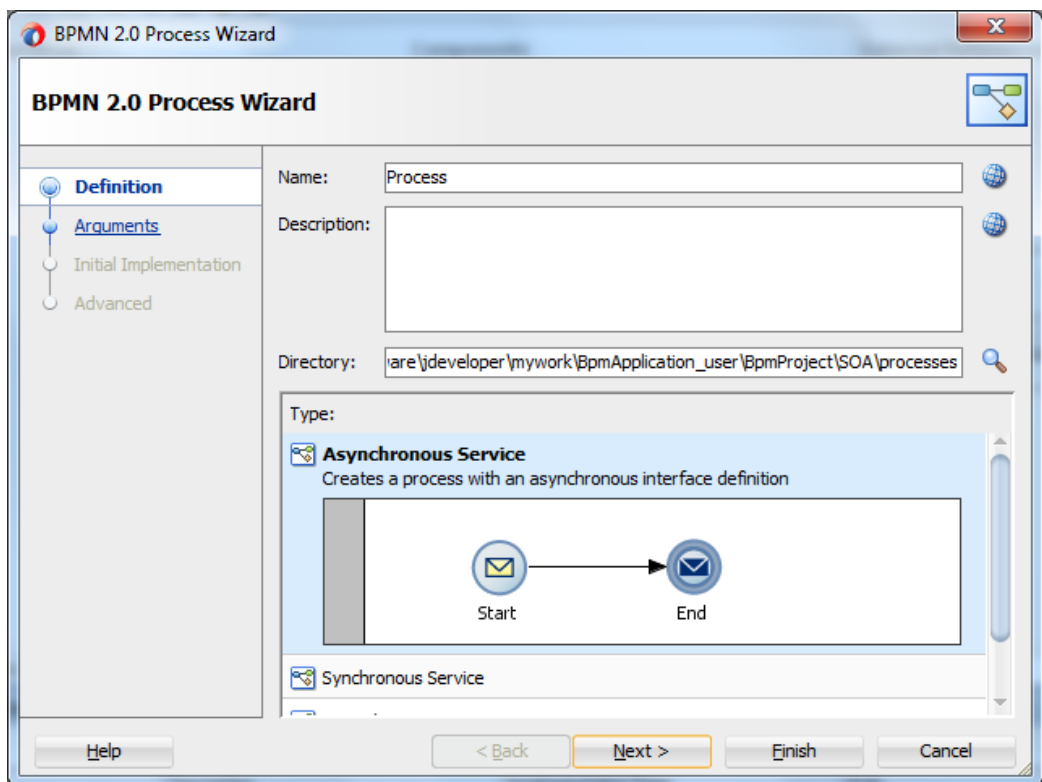 BPMN 2.0 Process Wizard
BPMN 2.0 Process Wizard
Definition
Arguments
Initial Implementation
Advanced
Name: Process
Description:
Directory: are\jdeveloper\mywork\BpmApplication_user\BpmProject\SOA\processes
Type:
Asynchronous Service
Creates a process with an asynchronous interface definition
Start End
Synchronous Service
Help < Back Next > Finish Cancel